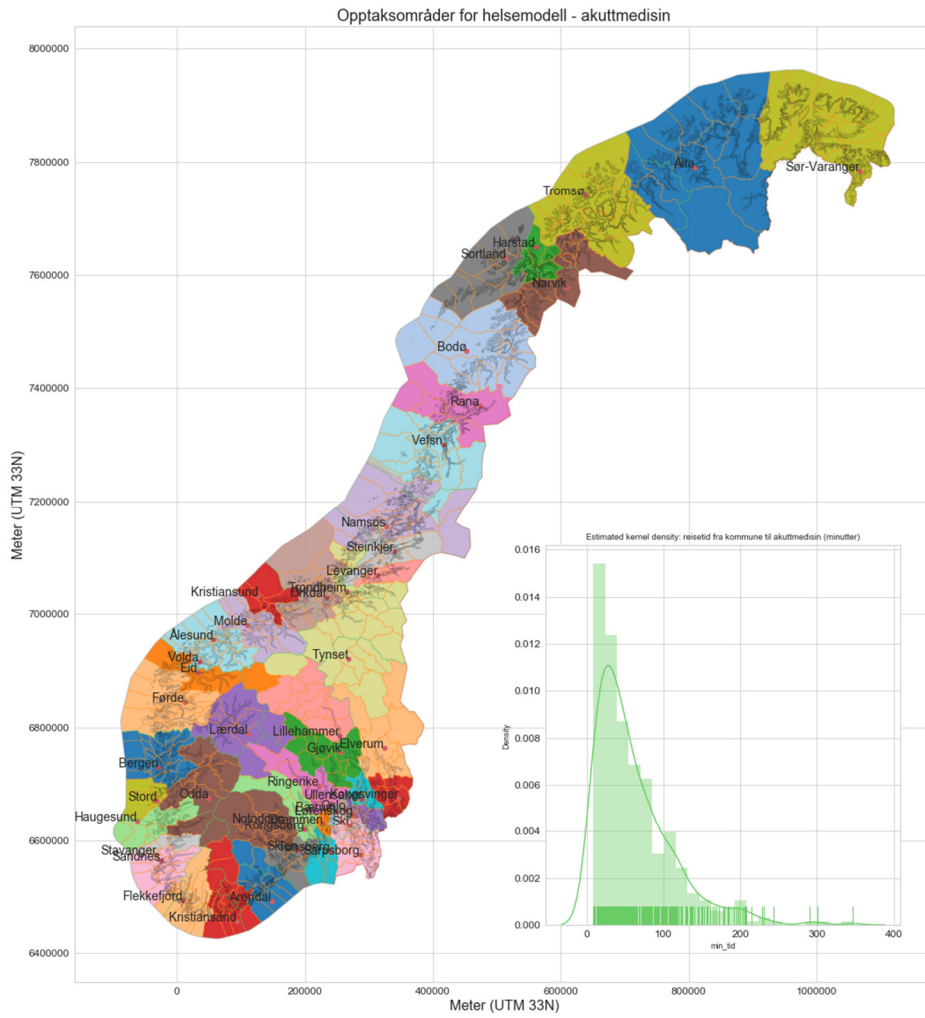 Opptaksområder for helsemodell - akuttmedisin
8000000
7800000
7600000
7400000
7200000
7000000
6800000
6600000
6400000
Meter (UTM 33N)
Alta
Sør-Varanger
Tromsø
Harstad
Sortland
Narvik
Bodø
Rana
Vefsn
Namsos
Steinkjer
Levanger
Trondheim
Orkdal
Kristiansund
Molde
Ålesund
Tynset
Volda
Eid
Førde
Lærdal
Lillehammer
Gjøvik
Elverum
Bergen
Ringerike
Kongsvinger
Stord
Odda
Oslo
Lørenskog
Haugesund
Notodden
Drammen
Ski
Kongsberg
Stavanger
Sandnes
Sarpsborg
Flekkefjord
Arendal
Kristiansand
0
200000
400000
600000
800000
1000000
Meter (UTM 33N)
Estimated kernel density: reisetid fra kommune til akuttmedisin (minutter)
0.016
0.014
0.012
0.010
0.008
0.006
0.004
0.002
0.000
Density
0
100
200
300
400
min_tid